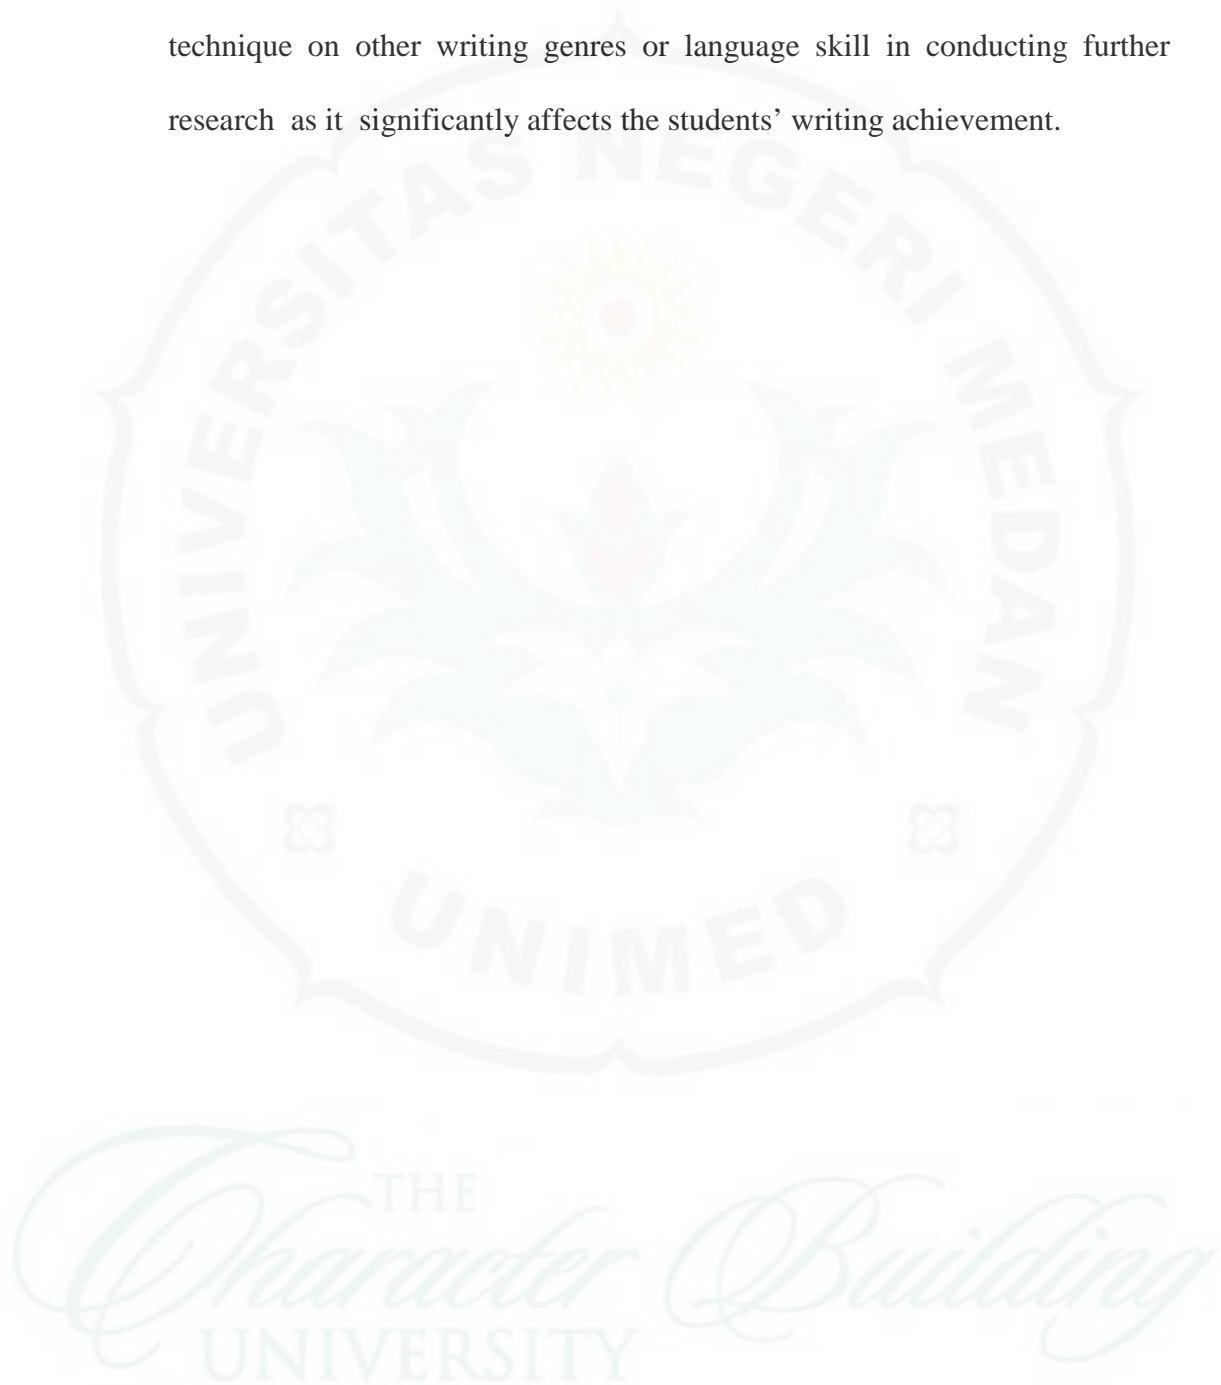 technique on other writing genres or language skill in conducting further
research as it significantly affects the students’ writing achievement.
UNIVERSITAS NEGERI MEDAN
UNIMED
THE
Character Building
UNIVERSITY